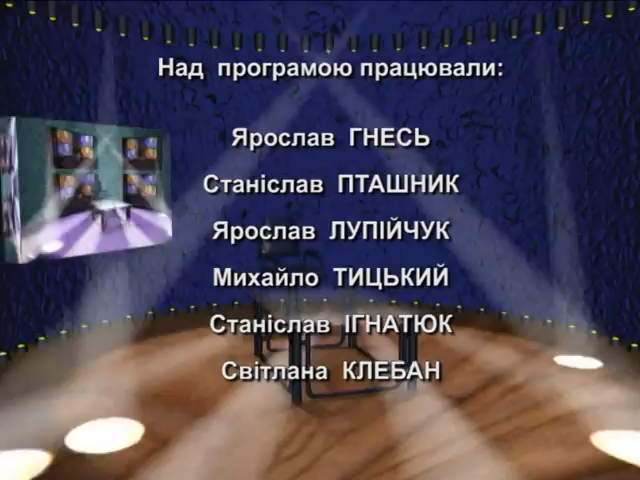 Над програмою працювали:
Ярослав ГНЕСЬ
Станіслав ПТАШНИК
Ярослав ЛУПІЙЧУК
Михайло ТИЦЬКИЙ
Станіслав ІГНАТЮК
Світлана КЛЕБАН